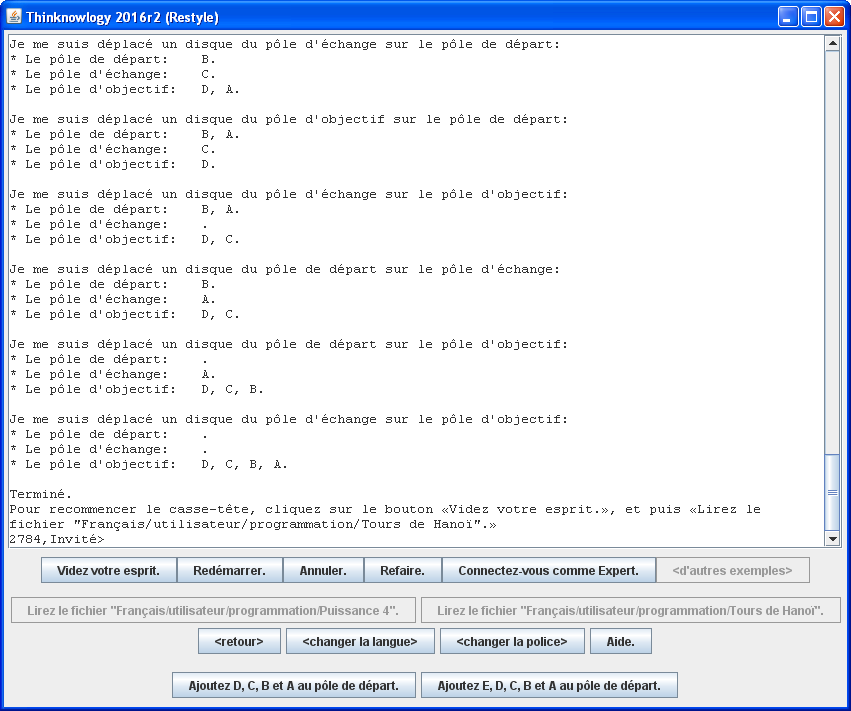 Thinknowlogy 2016r2 (Restyle)
Je me suis déplacé un disque du pôle d'échange sur le pôle de départ:
* Le pôle de départ:    B.
* Le pôle d'échange:    C.
* Le pôle d'objectif:   D, A.
Je me suis déplacé un disque du pôle d'objectif sur le pôle de départ:
* Le pôle de départ:    B, A.
* Le pôle d'échange:    C.
* Le pôle d'objectif:   D.
Je me suis déplacé un disque du pôle d'échange sur le pôle d'objectif:
* Le pôle de départ:    B, A.
* Le pôle d'échange:    .
* Le pôle d'objectif:   D, C.
Je me suis déplacé un disque du pôle de départ sur le pôle d'échange:
* Le pôle de départ:    B.
* Le pôle d'échange:    A.
* Le pôle d'objectif:   D, C.
Je me suis déplacé un disque du pôle de départ sur le pôle d'objectif:
* Le pôle de départ:    .
* Le pôle d'échange:    A.
* Le pôle d'objectif:   D, C, B.
Je me suis déplacé un disque du pôle d'échange sur le pôle d'objectif:
* Le pôle de départ:    .
* Le pôle d'échange:    .
* Le pôle d'objectif:   D, C, B, A.
Terminé.
Pour recommencer le casse-tête, cliquez sur le bouton «Videz votre esprit.», et puis «Lirez le
fichier "Français/utilisateur/programmation/Tours de Hanoï".»
2784,Invité>
Videz votre esprit. Redémarrer. Annuler. Refaire. Connectez-vous comme Expert. <d'autres exemples>
Lirez le fichier "Français/utilisateur/programmation/Puissance 4". Lirez le fichier "Français/utilisateur/programmation/Tours de Hanoï".
<retour> <changer la langue> <changer la police> Aide.
Ajoutez D, C, B et A au pôle de départ. Ajoutez E, D, C, B et A au pôle de départ.